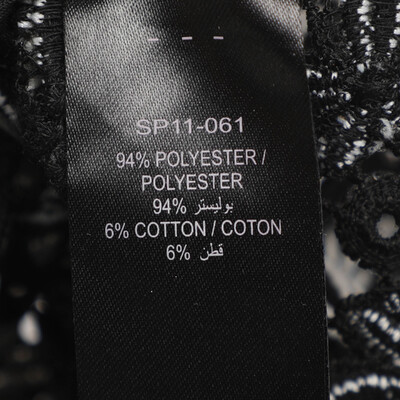 - - -
SP11-061
94% POLYESTER /
POLYESTER
94% بوليستر
6% COTTON / COTON
6% قطن